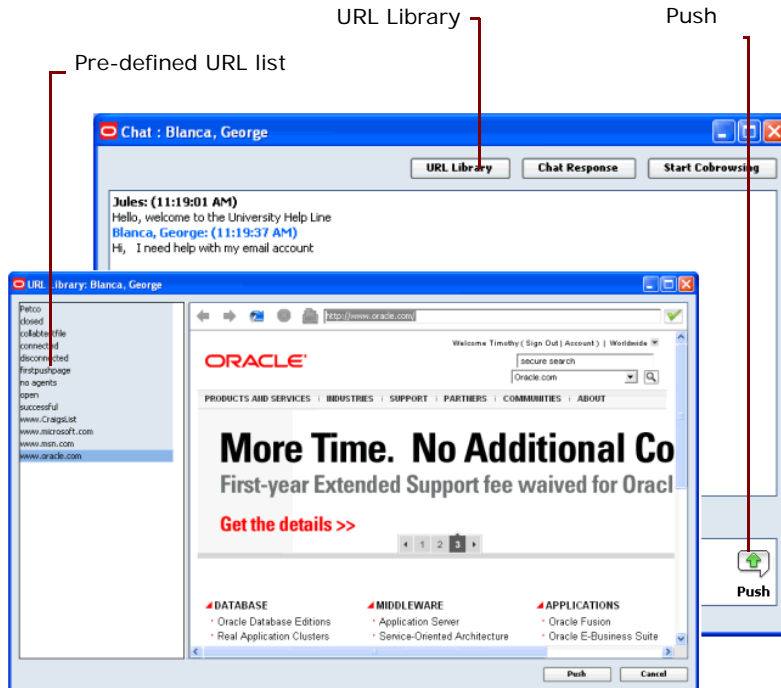 URL Library
Push
Pre-defined URL list
Chat : Blanca, George
URL Library
Chat Response
Start Cobrowsing
Jules: (11:19:01 AM)
Hello, welcome to the University Help Line
Blanca, George: (11:19:37 AM)
Hi, I need help with my email account
URL Library: Blanca, George
Petco
closed
collabtestfile
connected
disconnected
firstpushpage
no agents
open
successful
www.CraigsList
www.microsoft.com
www.msn.com
www.oracle.com
http://www.oracle.com/
Welcome Timothy ( Sign Out | Account ) | Worldwide
ORACLE
secure search
Oracle.com
PRODUCTS AND SERVICES | INDUSTRIES | SUPPORT | PARTNERS | COMMUNITIES | ABOUT
More Time. No Additional Co
First-year Extended Support fee waived for Oracl
Get the details >>
1 2 3
DATABASE
· Oracle Database Editions
· Real Application Clusters
MIDDLEWARE
· Application Server
· Service-Oriented Architecture
APPLICATIONS
· Oracle Fusion
· Oracle E-Business Suite
Push
Push
Cancel